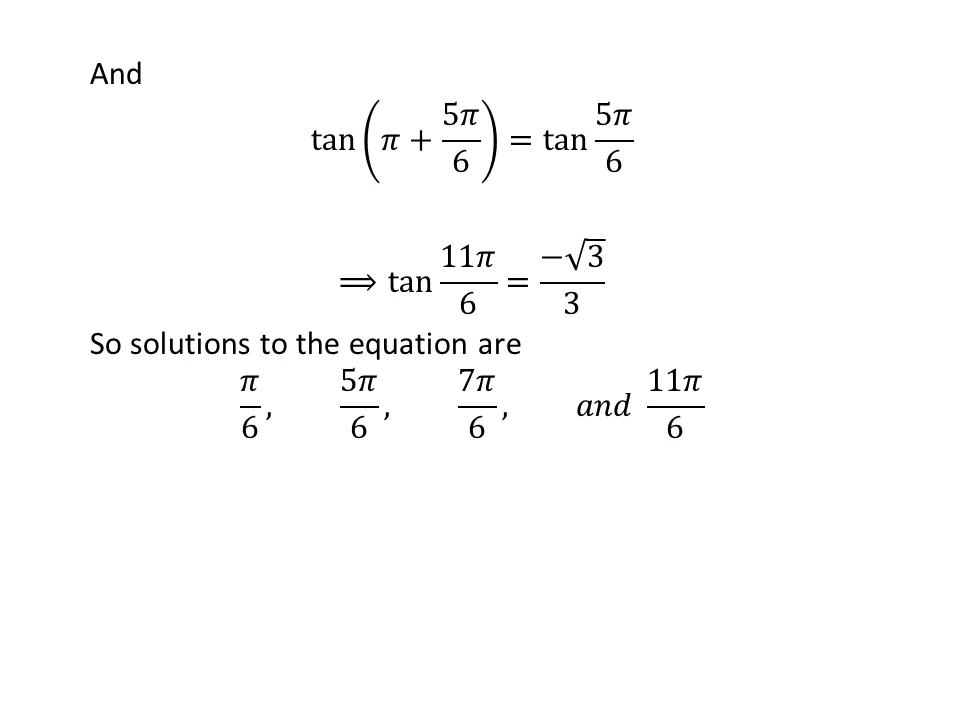 And
tan(π + 5π/6) = tan 5π/6
⟹ tan 11π/6 = −√3/3
So solutions to the equation are
π/6, 5π/6, 7π/6, and 11π/6